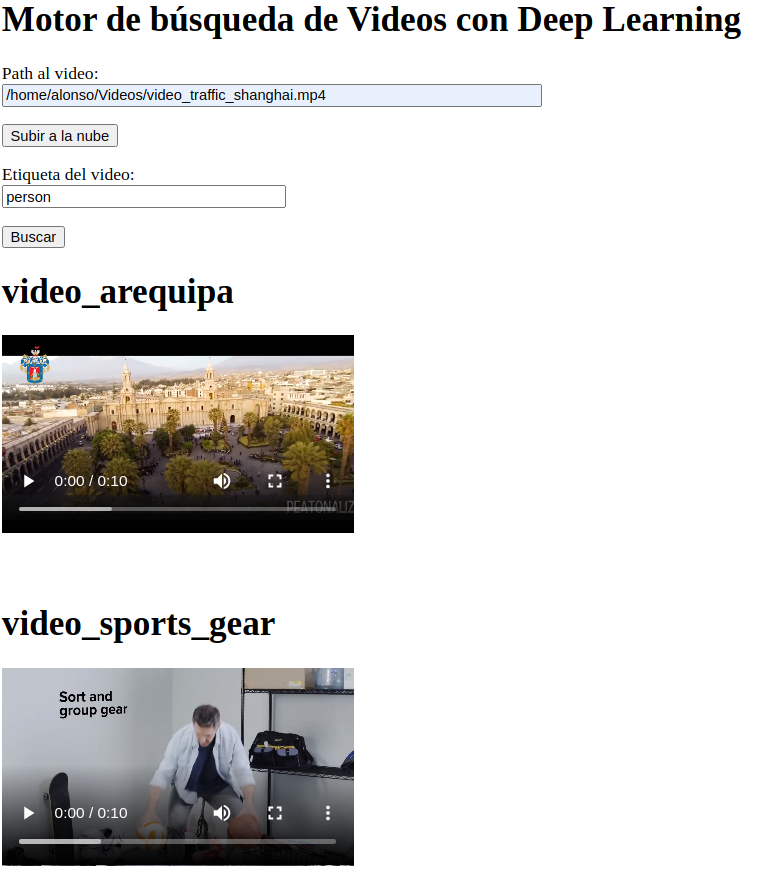 Motor de búsqueda de Videos con Deep Learning
Path al video:
/home/alonso/Videos/video_traffic_shanghai.mp4
Subir a la nube
Etiqueta del video:
person
Buscar
video_arequipa
0:00 / 0:10
PEATONALIZ
video_sports_gear
Sort and
group gear
0:00 / 0:10